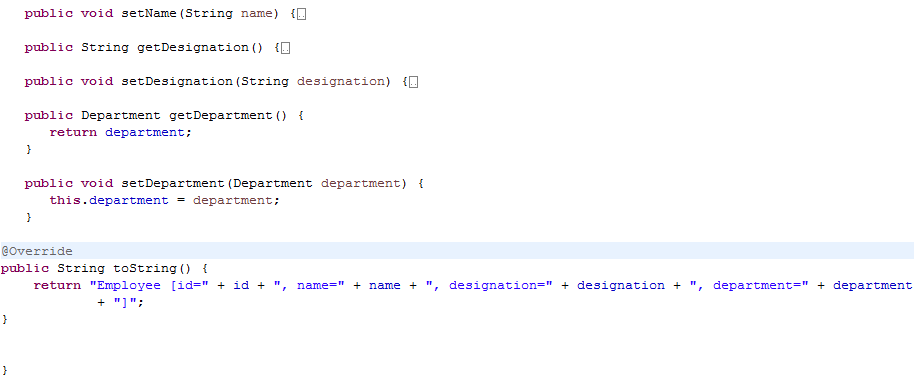 public void setName(String name) {
public String getDesignation() {
public void setDesignation(String designation) {
public Department getDepartment() {
return department;
}
public void setDepartment(Department department) {
this.department = department;
}
@Override
public String toString() {
return "Employee [id=" + id + ", name=" + name + ", designation=" + designation + ", department=" + department
+ "]";
}
}